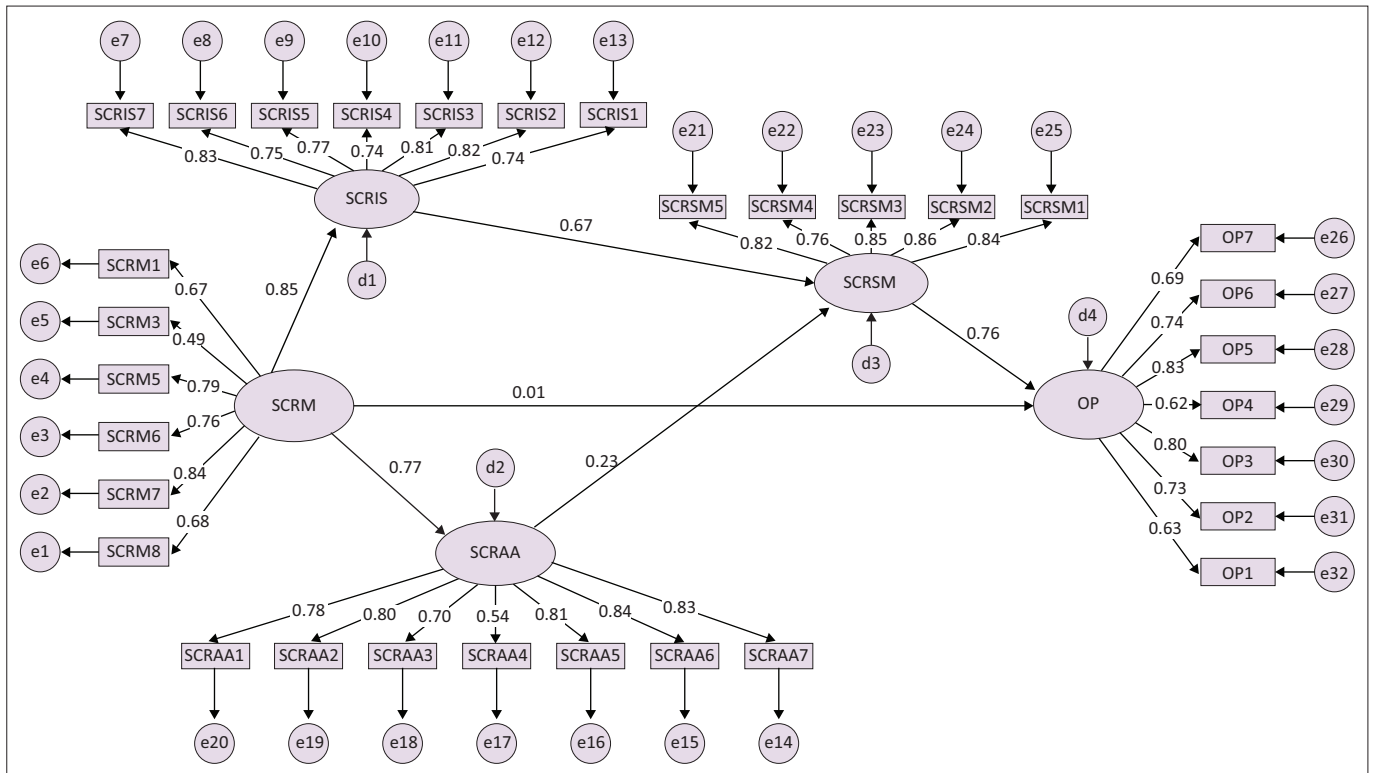 e7 e8 e9 e10 e11 e12 e13
SCRIS7 SCRIS6 SCRIS5 SCRIS4 SCRIS3 SCRIS2 SCRIS1
0.83 0.75 0.77 0.74 0.81 0.82 0.74
SCRIS
d1
e21 e22 e23 e24 e25
SCRSM5 SCRSM4 SCRSM3 SCRSM2 SCRSM1
0.82 0.76 0.85 0.86 0.84
SCRSM
d3
0.67
0.85
e6 SCRM1 0.67
e5 SCRM3 0.49
e4 SCRM5 0.79
e3 SCRM6 0.76
e2 SCRM7 0.84
e1 SCRM8 0.68
SCRM
0.01
0.77
0.23
0.76
d4
OP
0.69 OP7 e26
0.74 OP6 e27
0.83 OP5 e28
0.62 OP4 e29
0.80 OP3 e30
0.73 OP2 e31
0.63 OP1 e32
d2
SCRAA
0.78 0.80 0.70 0.54 0.81 0.84 0.83
SCRAA1 SCRAA2 SCRAA3 SCRAA4 SCRAA5 SCRAA6 SCRAA7
e20 e19 e18 e17 e16 e15 e14